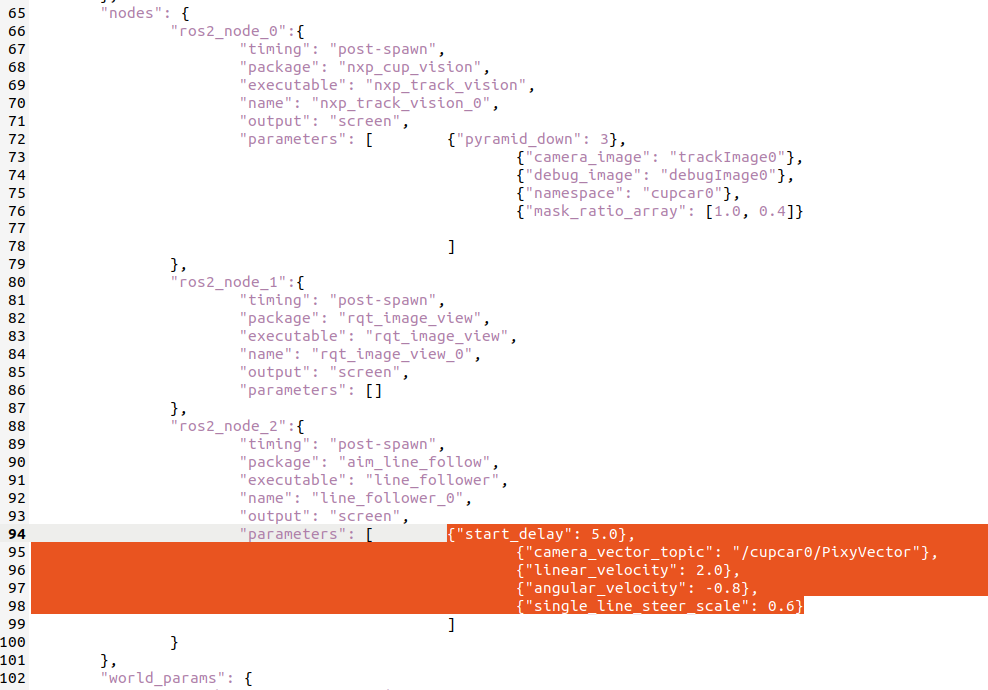 65 "nodes": {
66 "ros2_node_0":{
67 "timing": "post-spawn",
68 "package": "nxp_cup_vision",
69 "executable": "nxp_track_vision",
70 "name": "nxp_track_vision_0",
71 "output": "screen",
72 "parameters": [ {"pyramid_down": 3},
73 {"camera_image": "trackImage0"},
74 {"debug_image": "debugImage0"},
75 {"namespace": "cupcar0"},
76 {"mask_ratio_array": [1.0, 0.4]}
77
78 ]
79 },
80 "ros2_node_1":{
81 "timing": "post-spawn",
82 "package": "rqt_image_view",
83 "executable": "rqt_image_view",
84 "name": "rqt_image_view_0",
85 "output": "screen",
86 "parameters": []
87 },
88 "ros2_node_2":{
89 "timing": "post-spawn",
90 "package": "aim_line_follow",
91 "executable": "line_follower",
92 "name": "line_follower_0",
93 "output": "screen",
94 "parameters": [ {"start_delay": 5.0},
95 {"camera_vector_topic": "/cupcar0/PixyVector"},
96 {"linear_velocity": 2.0},
97 {"angular_velocity": -0.8},
98 {"single_line_steer_scale": 0.6}
99 ]
100 }
101 },
102 "world_params": {